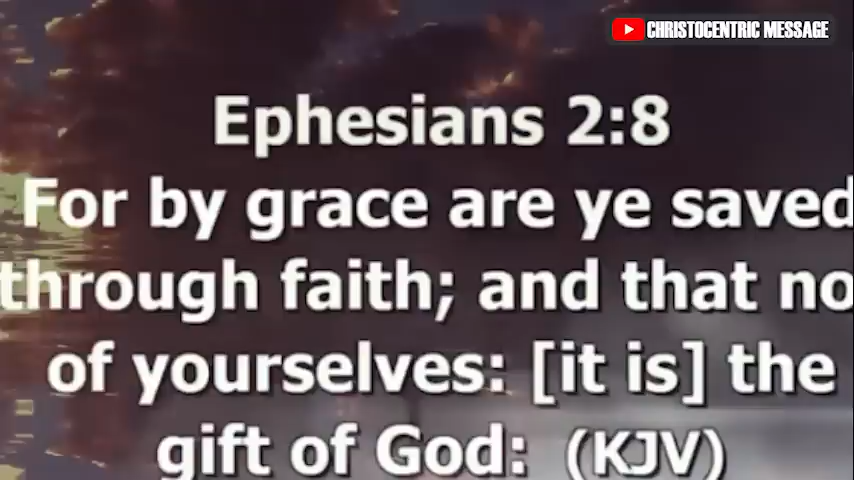 CHRISTOCENTRIC MESSAGE
Ephesians 2:8
For by grace are ye saved
through faith; and that no
of yourselves: [it is] the
gift of God: (KJV)